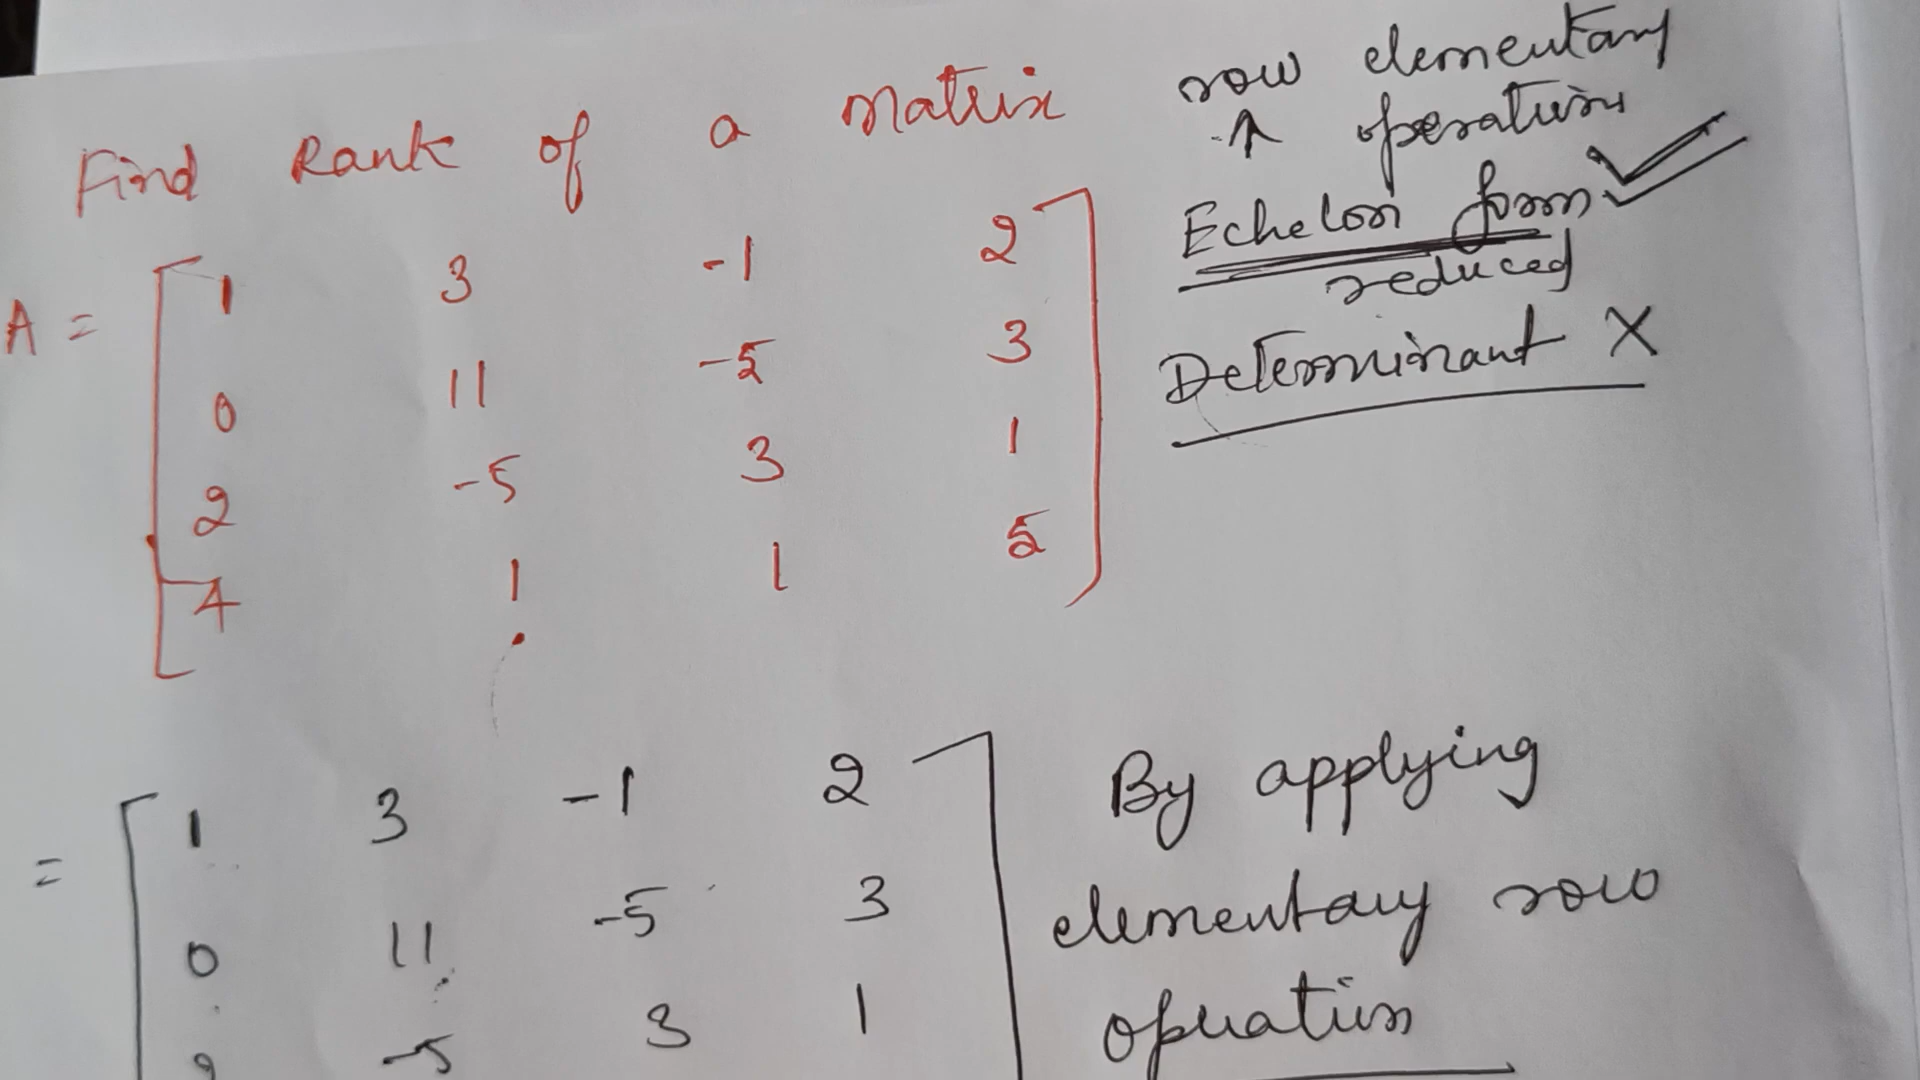 Find Rank of a Matrix
row elementary
↑ operations
Echelon form ✓
reduced
Determinant X
A = [ 1 3 -1 2 ]
0 11 -5 3
2 -5 3 1
4 1 1 5
= [ 1 3 -1 2 ]
0 11 -5 3
2 -5 3 1
By applying
elementary row
operation